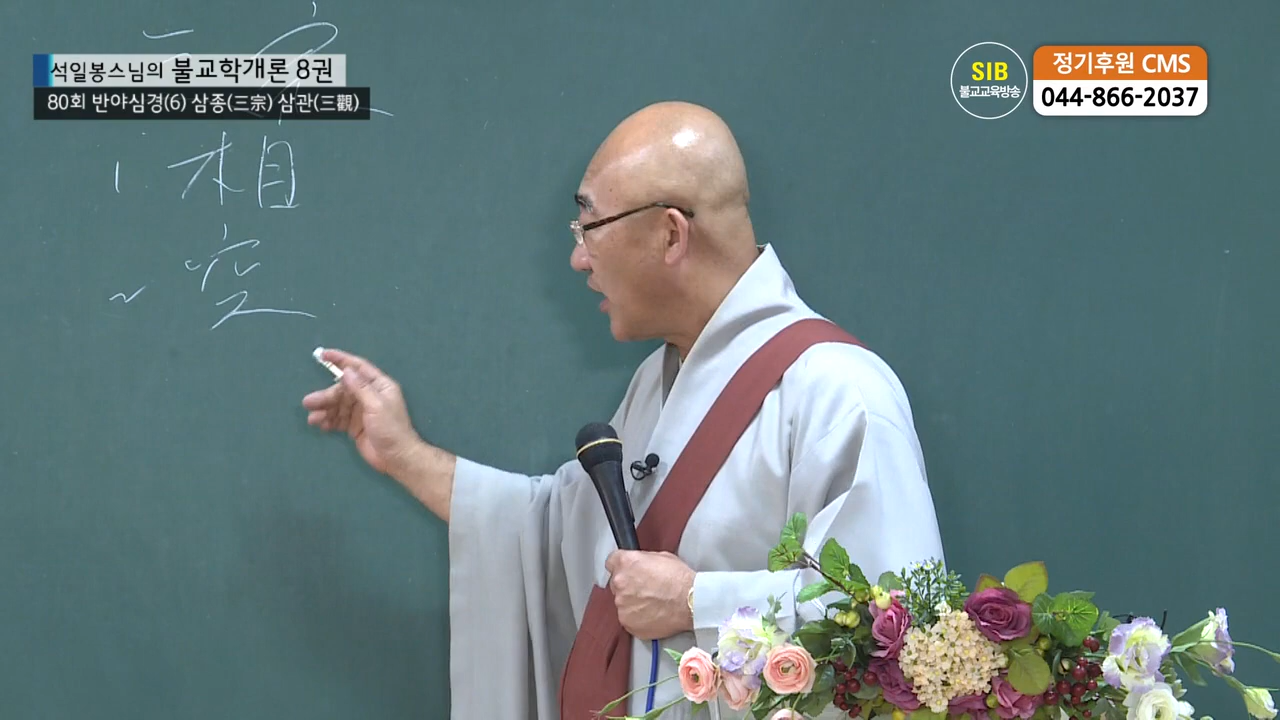 석일봉스님의 불교학개론 8권
80회 반야심경(6) 삼종(三宗) 삼관(三觀)
SIB
불교교육방송
정기후원 CMS
044-866-2037
三宗
1. 相
2 空